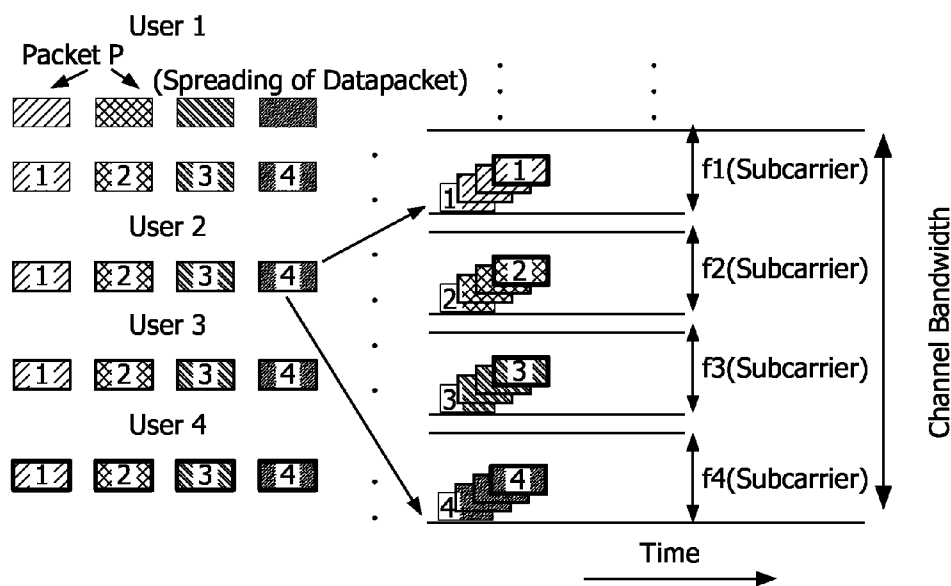 User 1
Packet P
(Spreading of Datapacket)
1 2 3 4
User 2
1 2 3 4
User 3
1 2 3 4
User 4
1 2 3 4
1 1
f1(Subcarrier)
2 2
f2(Subcarrier)
3 3
f3(Subcarrier)
4 4
f4(Subcarrier)
Channel Bandwidth
Time